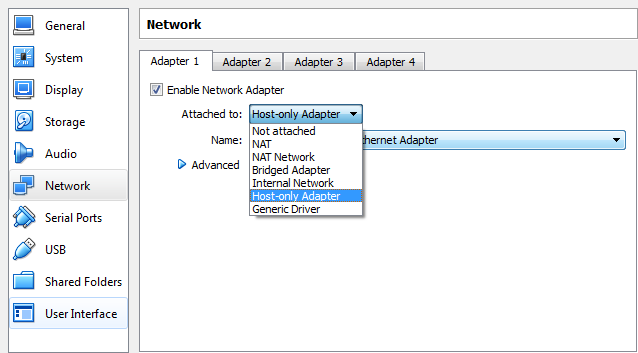 General
System
Display
Storage
Audio
Network
Serial Ports
USB
Shared Folders
User Interface
Network
Adapter 1 Adapter 2 Adapter 3 Adapter 4
Enable Network Adapter
Attached to: Host-only Adapter
Not attached
NAT
NAT Network
Bridged Adapter
Internal Network
Host-only Adapter
Generic Driver
Name: Adapter
Advanced